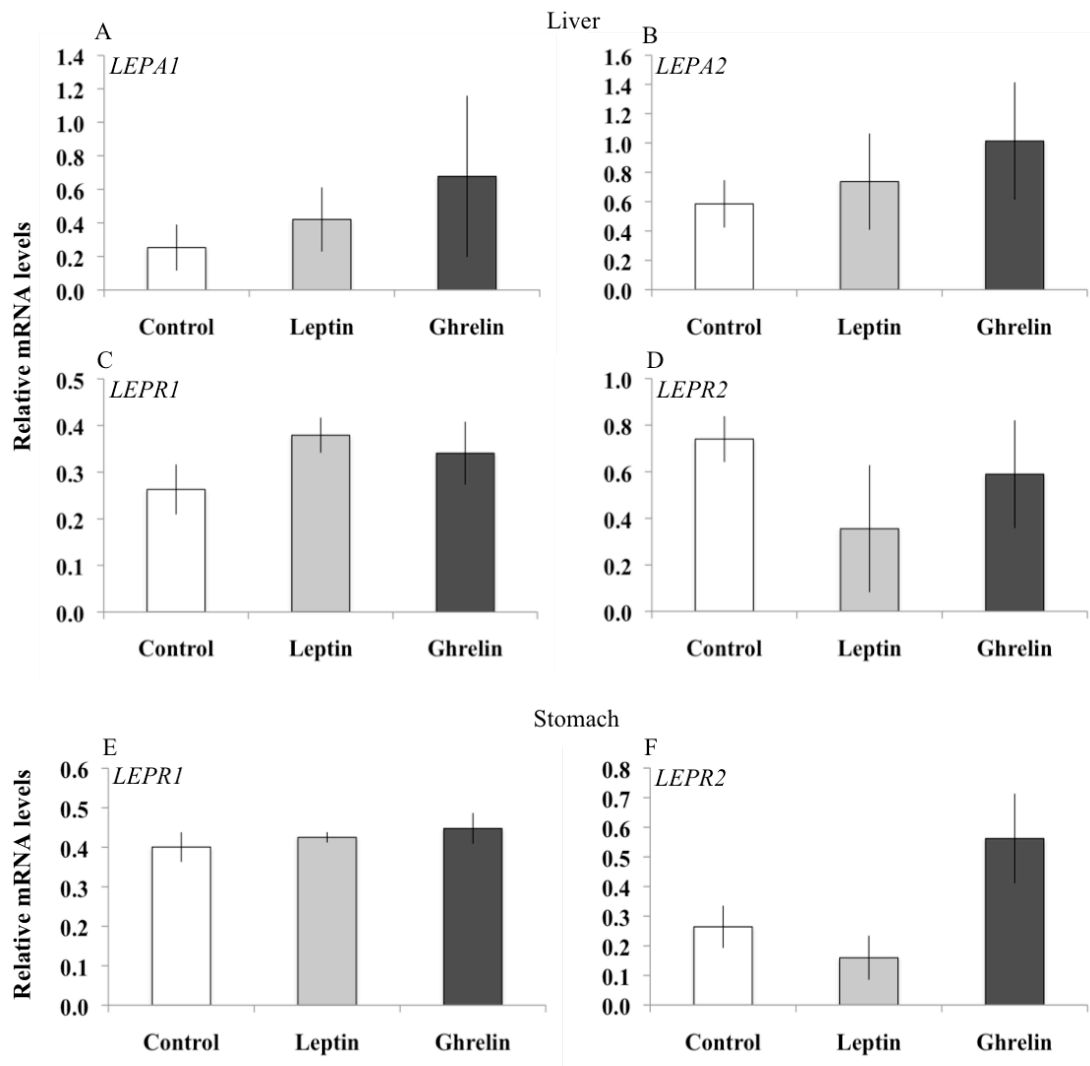 Liver
A
LEPA1
1.4
1.2
1.0
0.8
0.6
0.4
0.2
0.0
Control Leptin Ghrelin
B
LEPA2
1.6
1.4
1.2
1.0
0.8
0.6
0.4
0.2
0.0
Control Leptin Ghrelin
Relative mRNA levels
C
LEPR1
0.5
0.4
0.3
0.2
0.1
0.0
Control Leptin Ghrelin
D
LEPR2
1.0
0.8
0.6
0.4
0.2
0.0
Control Leptin Ghrelin
Stomach
Relative mRNA levels
E
LEPR1
0.6
0.5
0.4
0.3
0.2
0.1
0.0
Control Leptin Ghrelin
F
LEPR2
0.8
0.7
0.6
0.5
0.4
0.3
0.2
0.1
0.0
Control Leptin Ghrelin